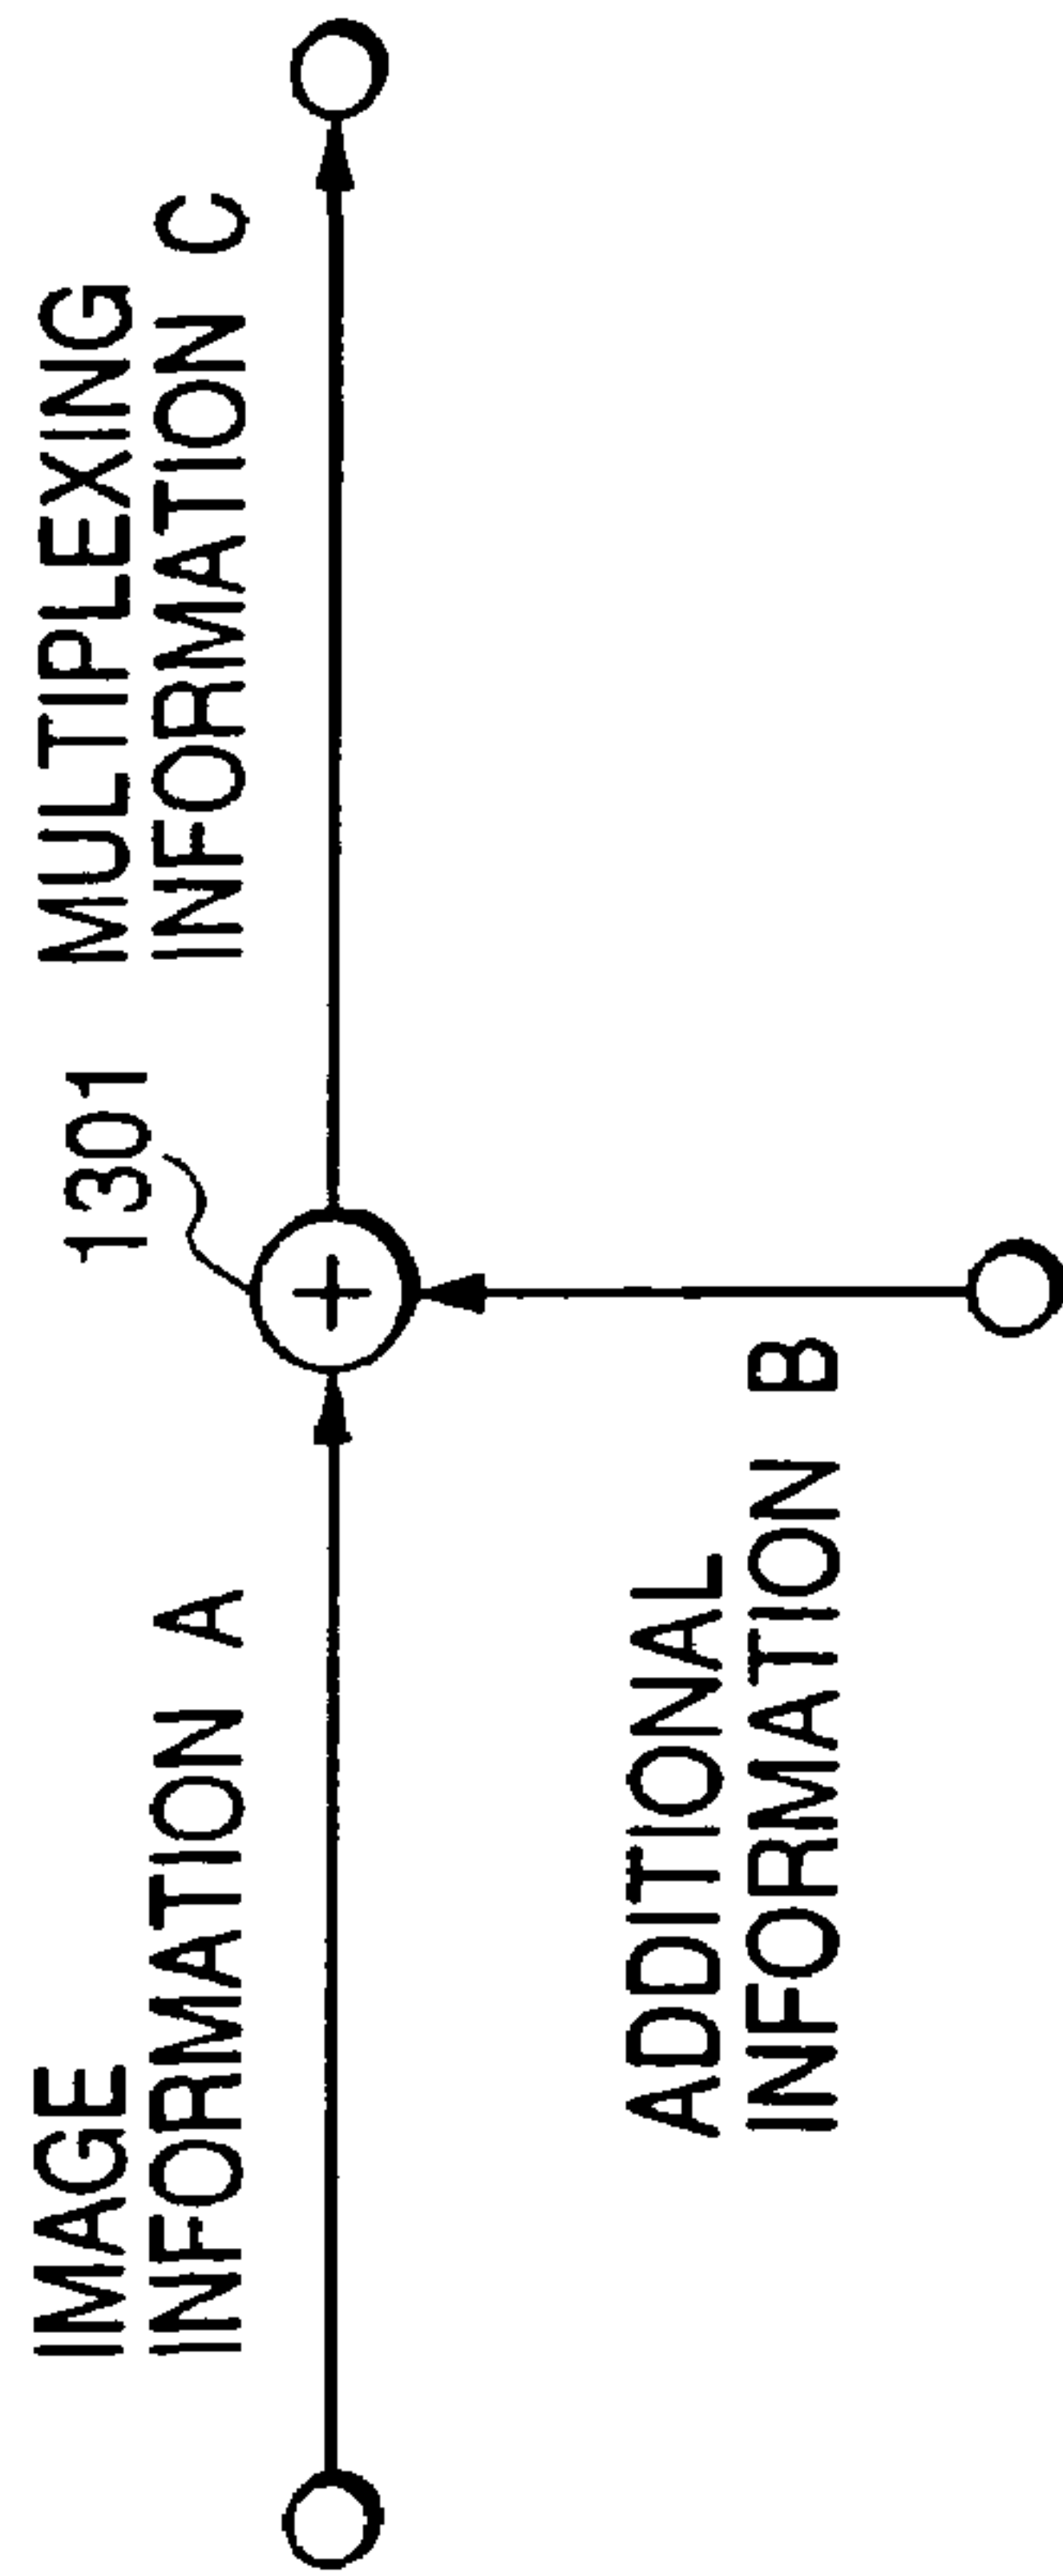 IMAGE
INFORMATION A
1301
MULTIPLEXING
INFORMATION C
ADDITIONAL
INFORMATION B